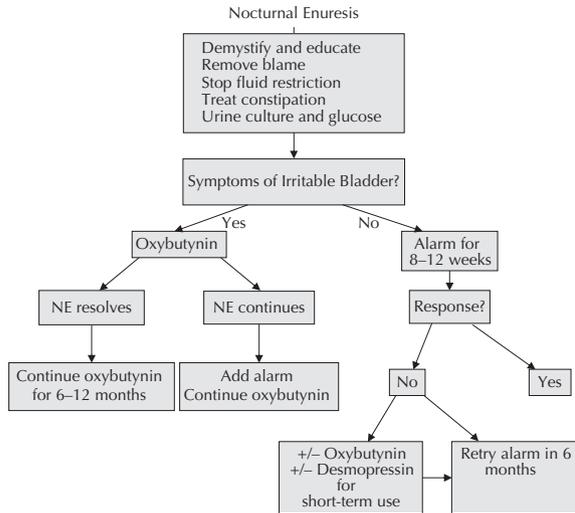 Nocturnal Enuresis
Demystify and educate
Remove blame
Stop fluid restriction
Treat constipation
Urine culture and glucose
Symptoms of Irritable Bladder?
Yes
No
Oxybutynin
Alarm for
8–12 weeks
NE resolves
NE continues
Response?
Continue oxybutynin
for 6–12 months
Add alarm
Continue oxybutynin
No
Yes
+/– Oxybutynin
+/– Desmopressin
for
short-term use
Retry alarm in 6
months